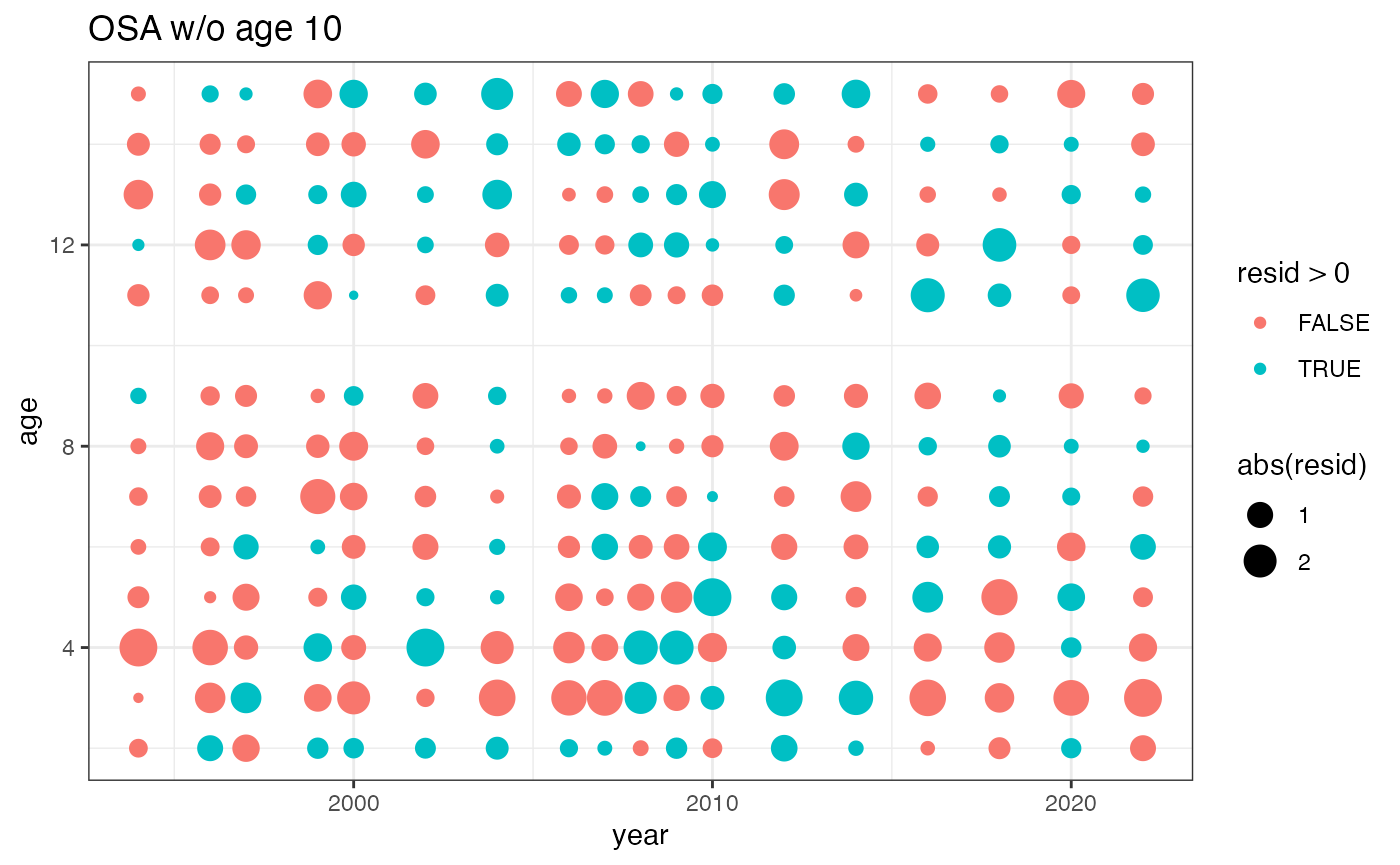 OSA w/o age 10
12
8
4
age
2000 2010 2020
year
resid > 0
FALSE
TRUE
abs(resid)
1
2